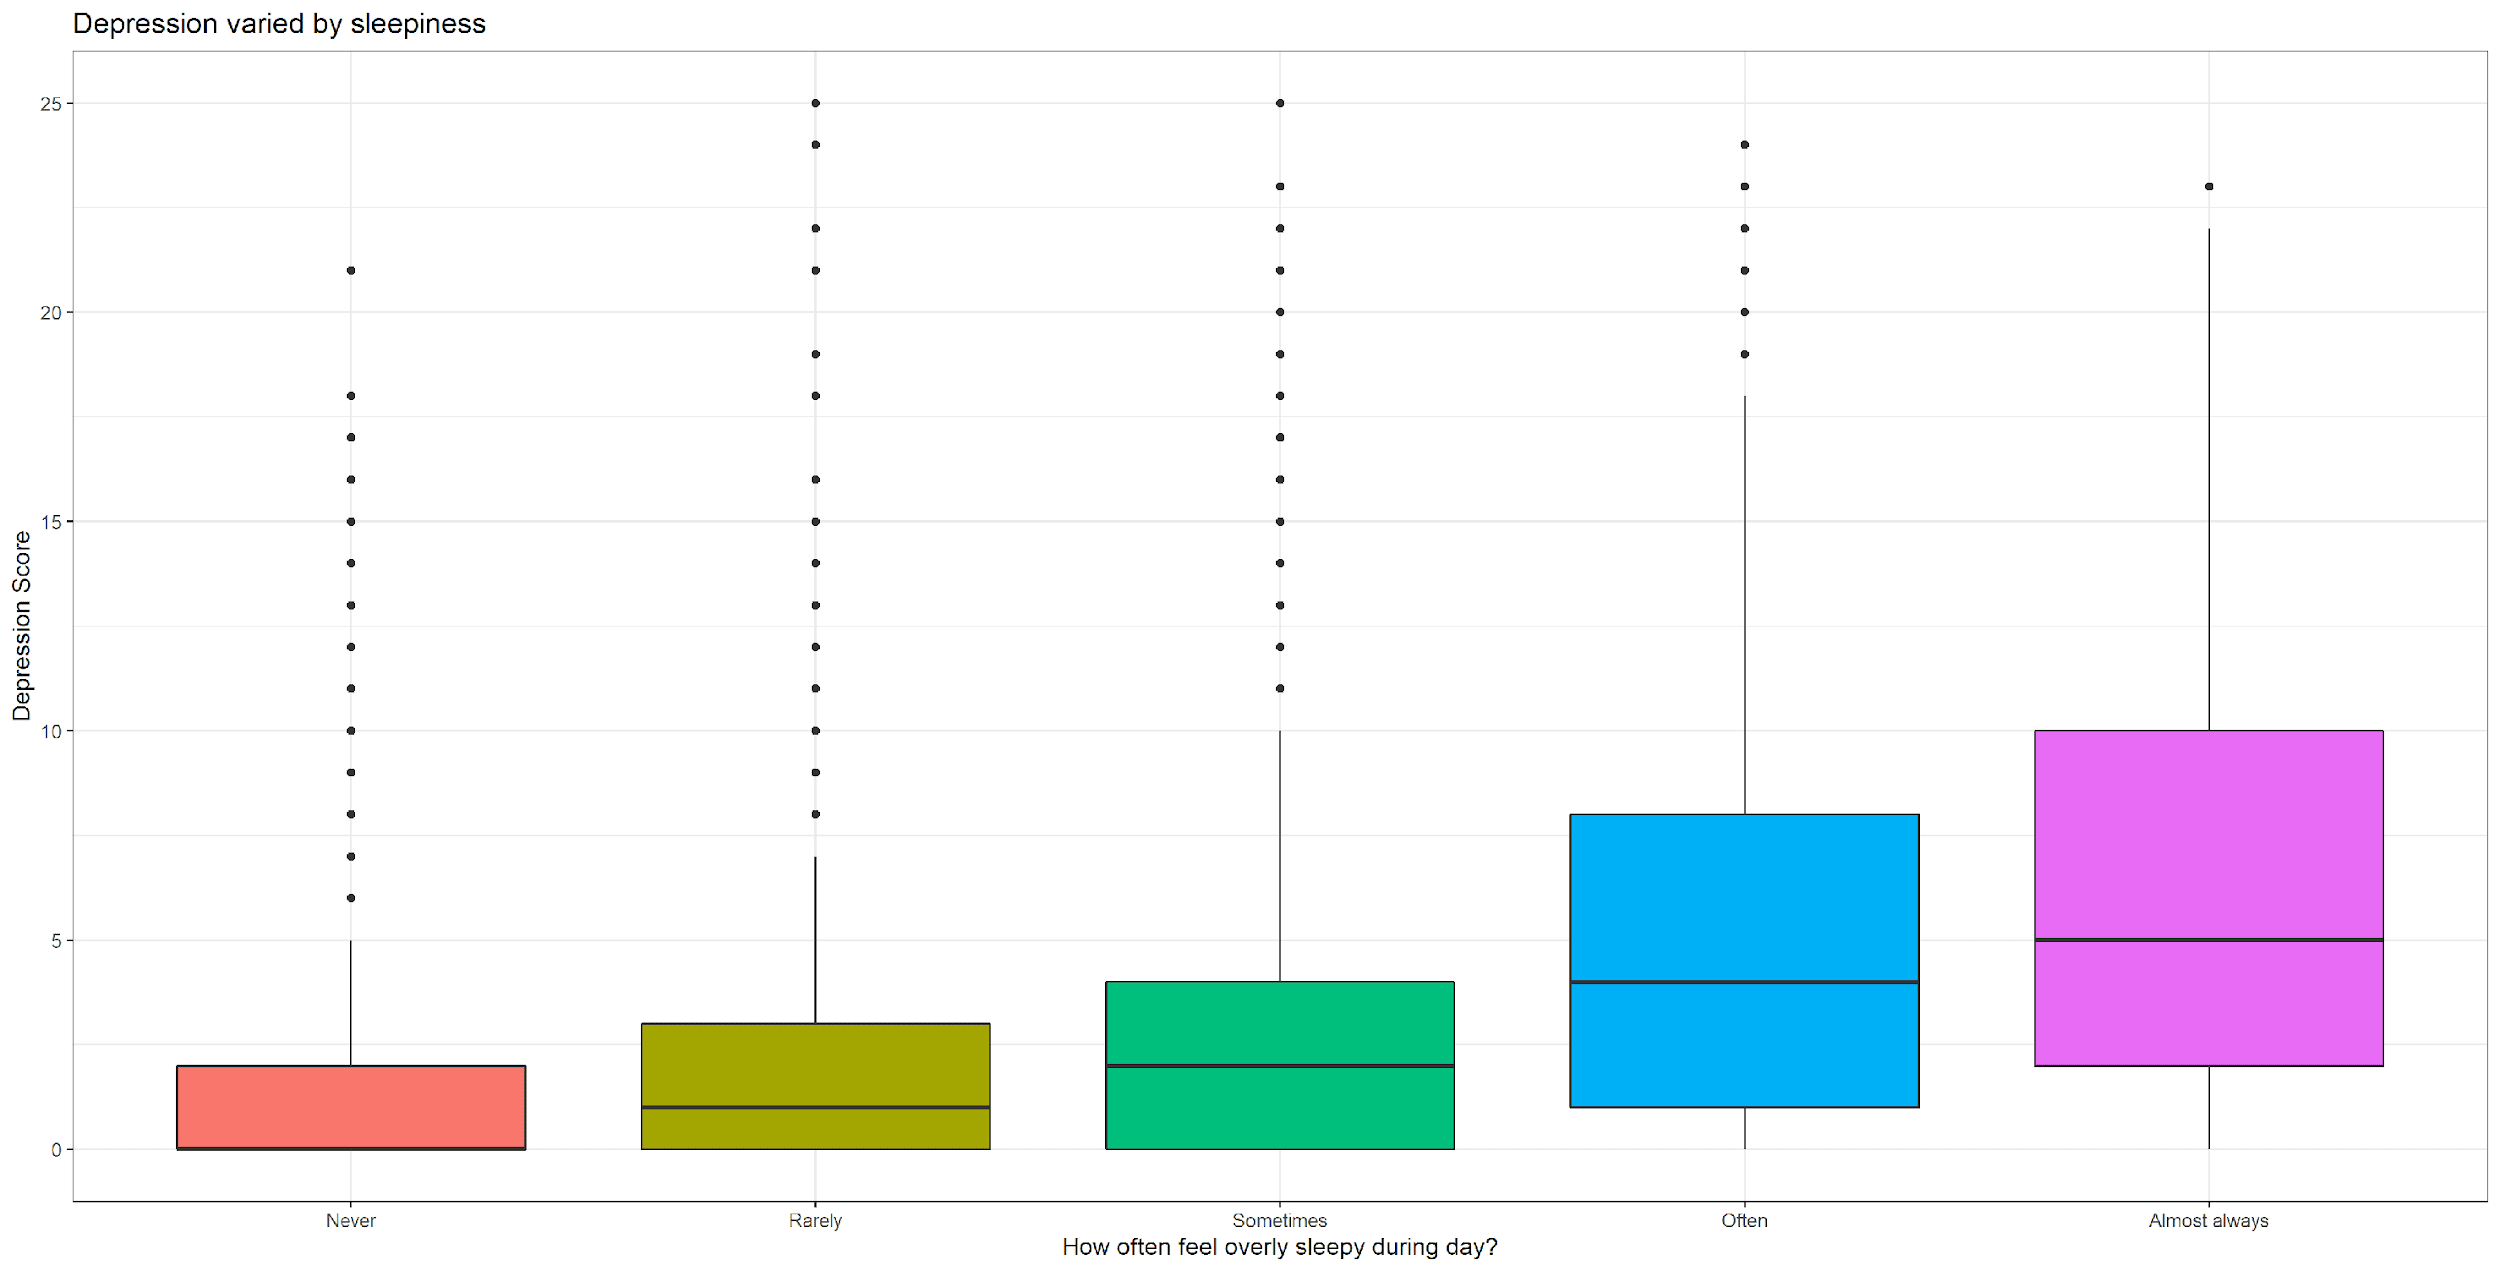 Depression varied by sleepiness
25
20
15
10
5
0
Depression Score
Never Rarely Sometimes Often Almost always
How often feel overly sleepy during day?